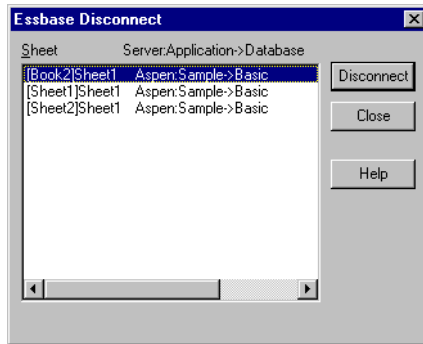 Essbase Disconnect
Sheet Server:Application->Database
[Book2]Sheet1 Aspen:Sample->Basic
[Sheet1]Sheet1 Aspen:Sample->Basic
[Sheet2]Sheet1 Aspen:Sample->Basic
Disconnect
Close
Help